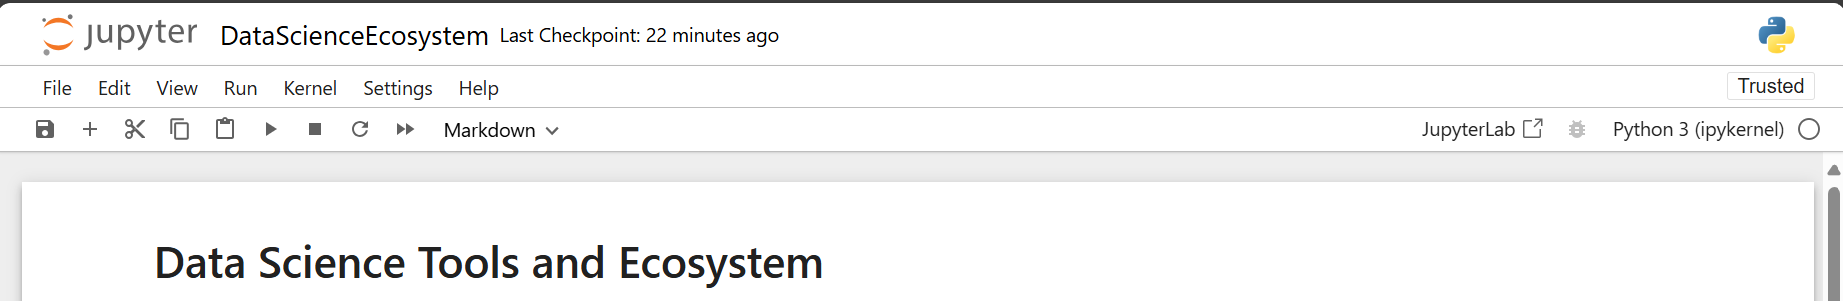 jupyter DataScienceEcosystem Last Checkpoint: 22 minutes ago
File Edit View Run Kernel Settings Help Trusted
Markdown JupyterLab Python 3 (ipykernel)
Data Science Tools and Ecosystem